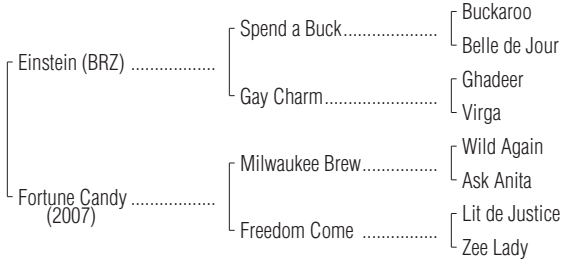 Buckaroo
Spend a Buck.....................
Belle de Jour
Einstein (BRZ) ...................
Ghadeer
Gay Charm.........................
Virga
Wild Again
Milwaukee Brew.................
Ask Anita
Fortune Candy ...................
(2007)
Lit de Justice
Freedom Come .................
Zee Lady